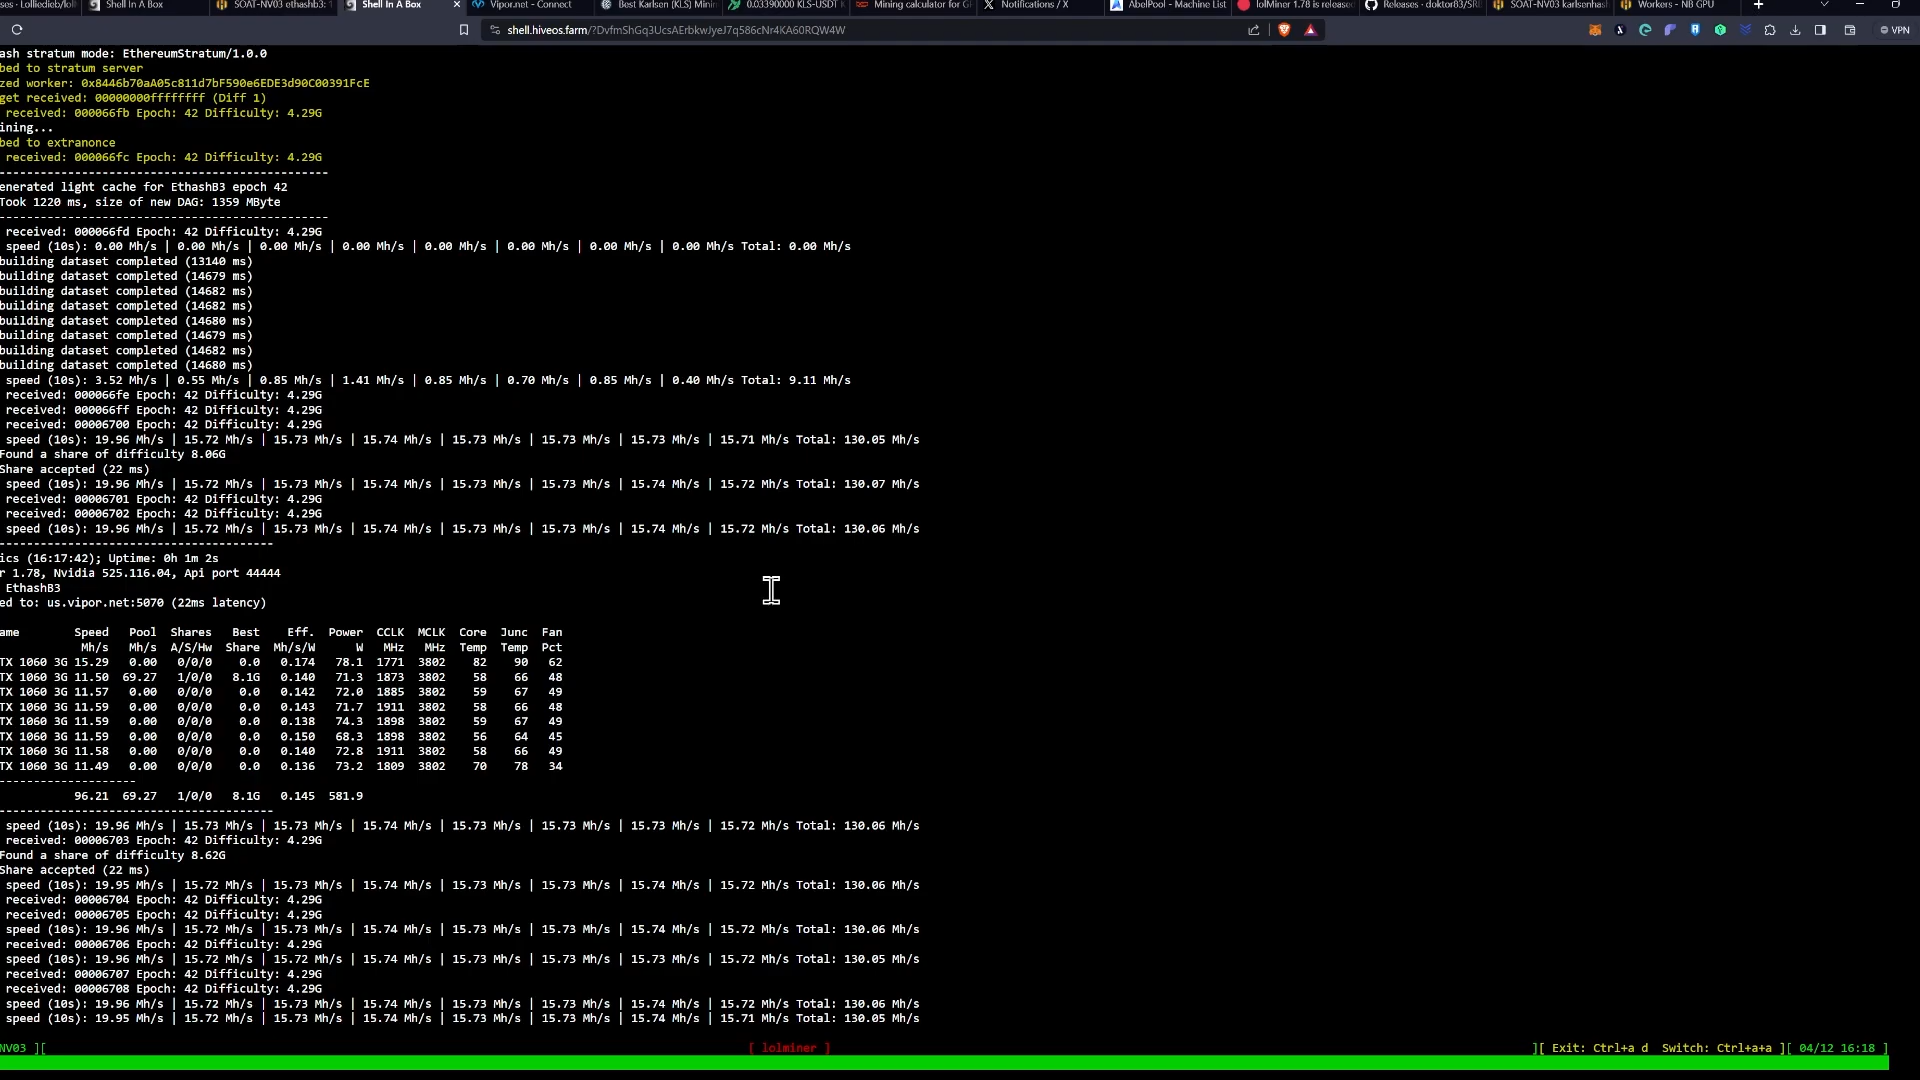 ses - Lolliedieb/lol
Shell In A Box
SOAT-NV03 ethashb3:
Shell In A Box
Vipor.net - Connect
Best Karlsen (KLS) Mini
0.03390000 KLS-USDT
Mining calculator for G
Notifications / X
AbelPool - Machine List
lolMiner 1.78 is release
Releases · doktor83/SR
SOAT-NV03 karlsenhas
Workers - NB GPU
shell.hiveos.farm/?DvfmShGq3UcsAErbkwJyeJ7q586cNr4KA60RQW4W
VPN
ash stratum mode: EthereumStratum/1.0.0
bed to stratum server
zed worker: 0x8446b70aA05c811d7bF590e6EDE3d90C00391FcE
get received: 00000000ffffffff (Diff 1)
received: 000066fb Epoch: 42 Difficulty: 4.29G
ining...
bed to extranonce
received: 000066fc Epoch: 42 Difficulty: 4.29G
------------------------------------------------
enerated light cache for EthashB3 epoch 42
Took 1220 ms, size of new DAG: 1359 MByte
------------------------------------------------
received: 000066fd Epoch: 42 Difficulty: 4.29G
speed (10s): 0.00 Mh/s | 0.00 Mh/s | 0.00 Mh/s | 0.00 Mh/s | 0.00 Mh/s | 0.00 Mh/s | 0.00 Mh/s | 0.00 Mh/s Total: 0.00 Mh/s
building dataset completed (13140 ms)
building dataset completed (14679 ms)
building dataset completed (14682 ms)
building dataset completed (14682 ms)
building dataset completed (14680 ms)
building dataset completed (14679 ms)
building dataset completed (14682 ms)
building dataset completed (14680 ms)
speed (10s): 3.52 Mh/s | 0.55 Mh/s | 0.85 Mh/s | 1.41 Mh/s | 0.85 Mh/s | 0.70 Mh/s | 0.85 Mh/s | 0.40 Mh/s Total: 9.11 Mh/s
received: 000066fe Epoch: 42 Difficulty: 4.29G
received: 000066ff Epoch: 42 Difficulty: 4.29G
received: 00006700 Epoch: 42 Difficulty: 4.29G
speed (10s): 19.96 Mh/s | 15.72 Mh/s | 15.73 Mh/s | 15.74 Mh/s | 15.73 Mh/s | 15.73 Mh/s | 15.73 Mh/s | 15.71 Mh/s Total: 130.05 Mh/s
Found a share of difficulty 8.06G
Share accepted (22 ms)
speed (10s): 19.96 Mh/s | 15.72 Mh/s | 15.73 Mh/s | 15.74 Mh/s | 15.73 Mh/s | 15.73 Mh/s | 15.74 Mh/s | 15.72 Mh/s Total: 130.07 Mh/s
received: 00006701 Epoch: 42 Difficulty: 4.29G
received: 00006702 Epoch: 42 Difficulty: 4.29G
speed (10s): 19.96 Mh/s | 15.72 Mh/s | 15.73 Mh/s | 15.74 Mh/s | 15.73 Mh/s | 15.73 Mh/s | 15.74 Mh/s | 15.72 Mh/s Total: 130.06 Mh/s
----------------------------------------
ics (16:17:42); Uptime: 0h 1m 2s
r 1.78, Nvidia 525.116.04, Api port 44444
EthashB3
ed to: us.vipor.net:5070 (22ms latency)
ame Speed Pool Shares Best Eff. Power CCLK MCLK Core Junc Fan
Mh/s Mh/s A/S/Hw Share Mh/s/W W MHz MHz Temp Temp Pct
TX 1060 3G 15.29 0.00 0/0/0 0.0 0.174 78.1 1771 3802 82 90 62
TX 1060 3G 11.50 69.27 1/0/0 8.1G 0.140 71.3 1873 3802 58 66 48
TX 1060 3G 11.57 0.00 0/0/0 0.0 0.142 72.0 1885 3802 59 67 49
TX 1060 3G 11.59 0.00 0/0/0 0.0 0.143 71.7 1911 3802 58 66 48
TX 1060 3G 11.59 0.00 0/0/0 0.0 0.138 74.3 1898 3802 59 67 49
TX 1060 3G 11.59 0.00 0/0/0 0.0 0.150 68.3 1898 3802 56 64 45
TX 1060 3G 11.58 0.00 0/0/0 0.0 0.140 72.8 1911 3802 58 66 49
TX 1060 3G 11.49 0.00 0/0/0 0.0 0.136 73.2 1809 3802 70 78 34
--------------------
96.21 69.27 1/0/0 8.1G 0.145 581.9
----------------------------------------
speed (10s): 19.96 Mh/s | 15.73 Mh/s | 15.73 Mh/s | 15.74 Mh/s | 15.73 Mh/s | 15.73 Mh/s | 15.73 Mh/s | 15.72 Mh/s Total: 130.06 Mh/s
received: 00006703 Epoch: 42 Difficulty: 4.29G
Found a share of difficulty 8.62G
Share accepted (22 ms)
speed (10s): 19.95 Mh/s | 15.72 Mh/s | 15.73 Mh/s | 15.74 Mh/s | 15.73 Mh/s | 15.73 Mh/s | 15.74 Mh/s | 15.72 Mh/s Total: 130.06 Mh/s
received: 00006704 Epoch: 42 Difficulty: 4.29G
received: 00006705 Epoch: 42 Difficulty: 4.29G
speed (10s): 19.96 Mh/s | 15.72 Mh/s | 15.73 Mh/s | 15.74 Mh/s | 15.73 Mh/s | 15.73 Mh/s | 15.74 Mh/s | 15.72 Mh/s Total: 130.06 Mh/s
received: 00006706 Epoch: 42 Difficulty: 4.29G
speed (10s): 19.96 Mh/s | 15.72 Mh/s | 15.72 Mh/s | 15.74 Mh/s | 15.73 Mh/s | 15.73 Mh/s | 15.73 Mh/s | 15.72 Mh/s Total: 130.05 Mh/s
received: 00006707 Epoch: 42 Difficulty: 4.29G
received: 00006708 Epoch: 42 Difficulty: 4.29G
speed (10s): 19.96 Mh/s | 15.72 Mh/s | 15.73 Mh/s | 15.74 Mh/s | 15.73 Mh/s | 15.73 Mh/s | 15.74 Mh/s | 15.72 Mh/s Total: 130.06 Mh/s
speed (10s): 19.95 Mh/s | 15.72 Mh/s | 15.73 Mh/s | 15.74 Mh/s | 15.73 Mh/s | 15.73 Mh/s | 15.74 Mh/s | 15.71 Mh/s Total: 130.05 Mh/s
NV03 ][ [ lolminer ] ][ Exit: Ctrl+a d Switch: Ctrl+a+a ][ 04/12 16:18 ]